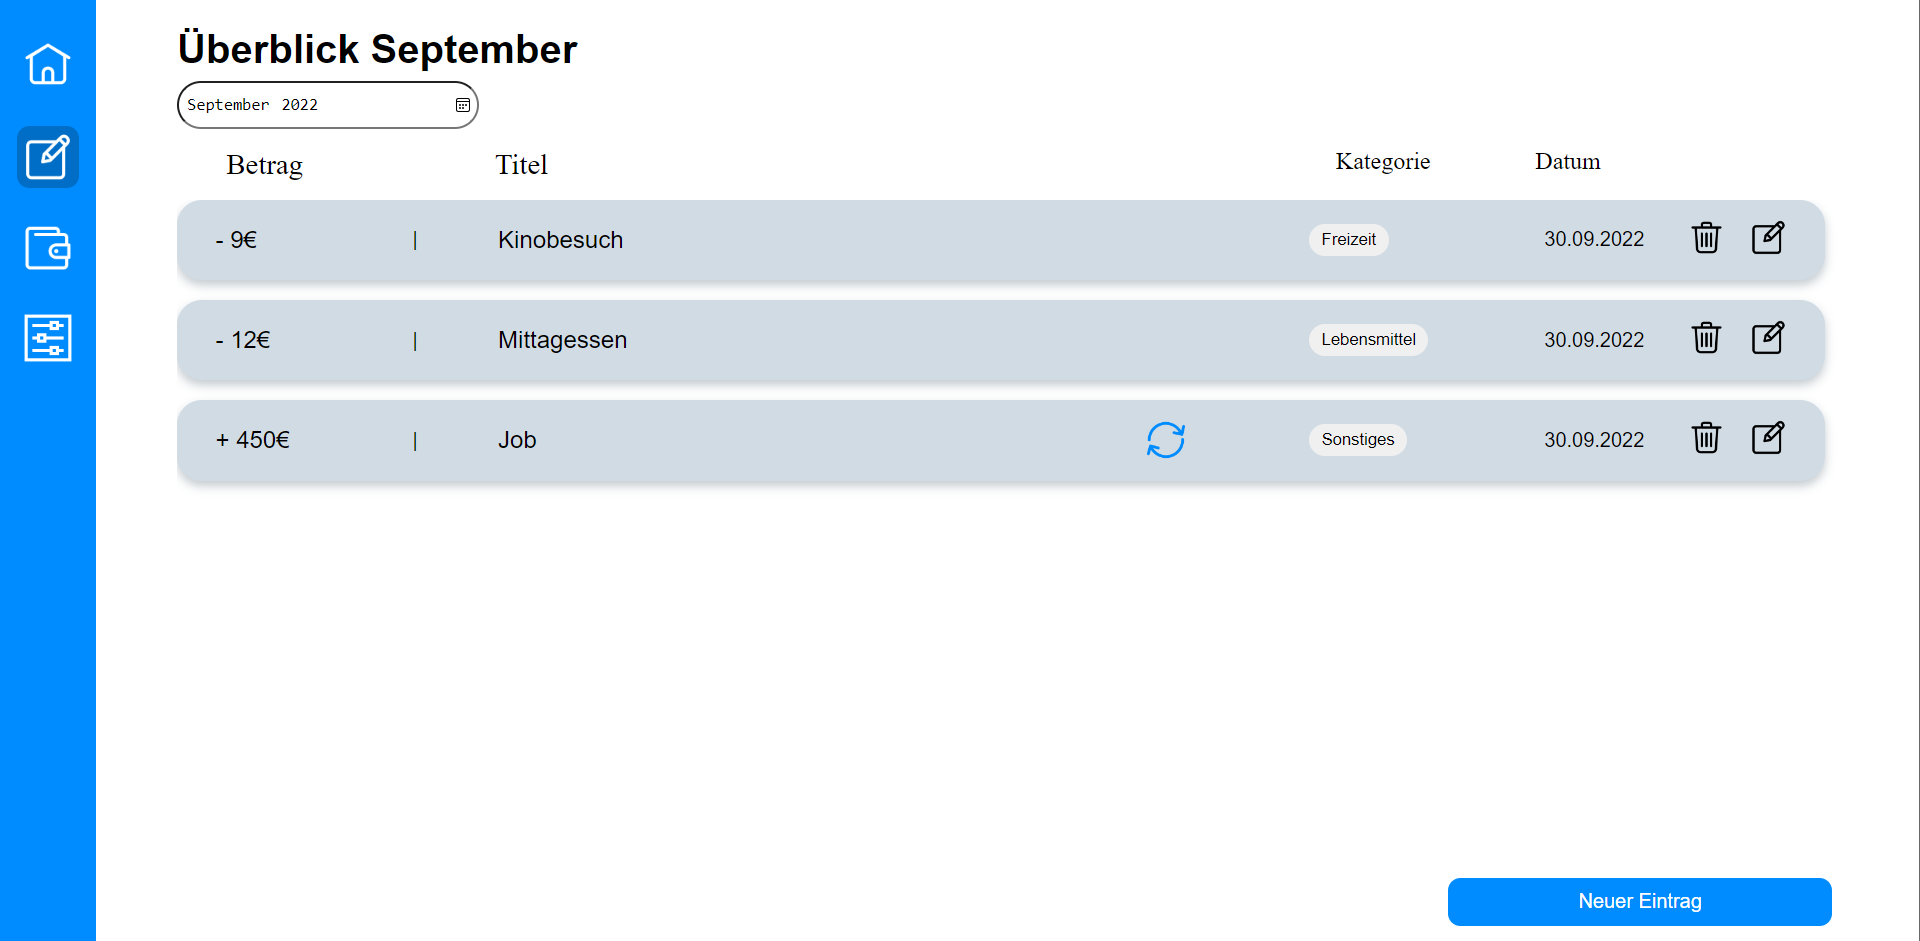 Überblick September
September 2022
Betrag Titel Kategorie Datum
- 9€ | Kinobesuch Freizeit 30.09.2022
- 12€ | Mittagessen Lebensmittel 30.09.2022
+ 450€ | Job Sonstiges 30.09.2022
Neuer Eintrag